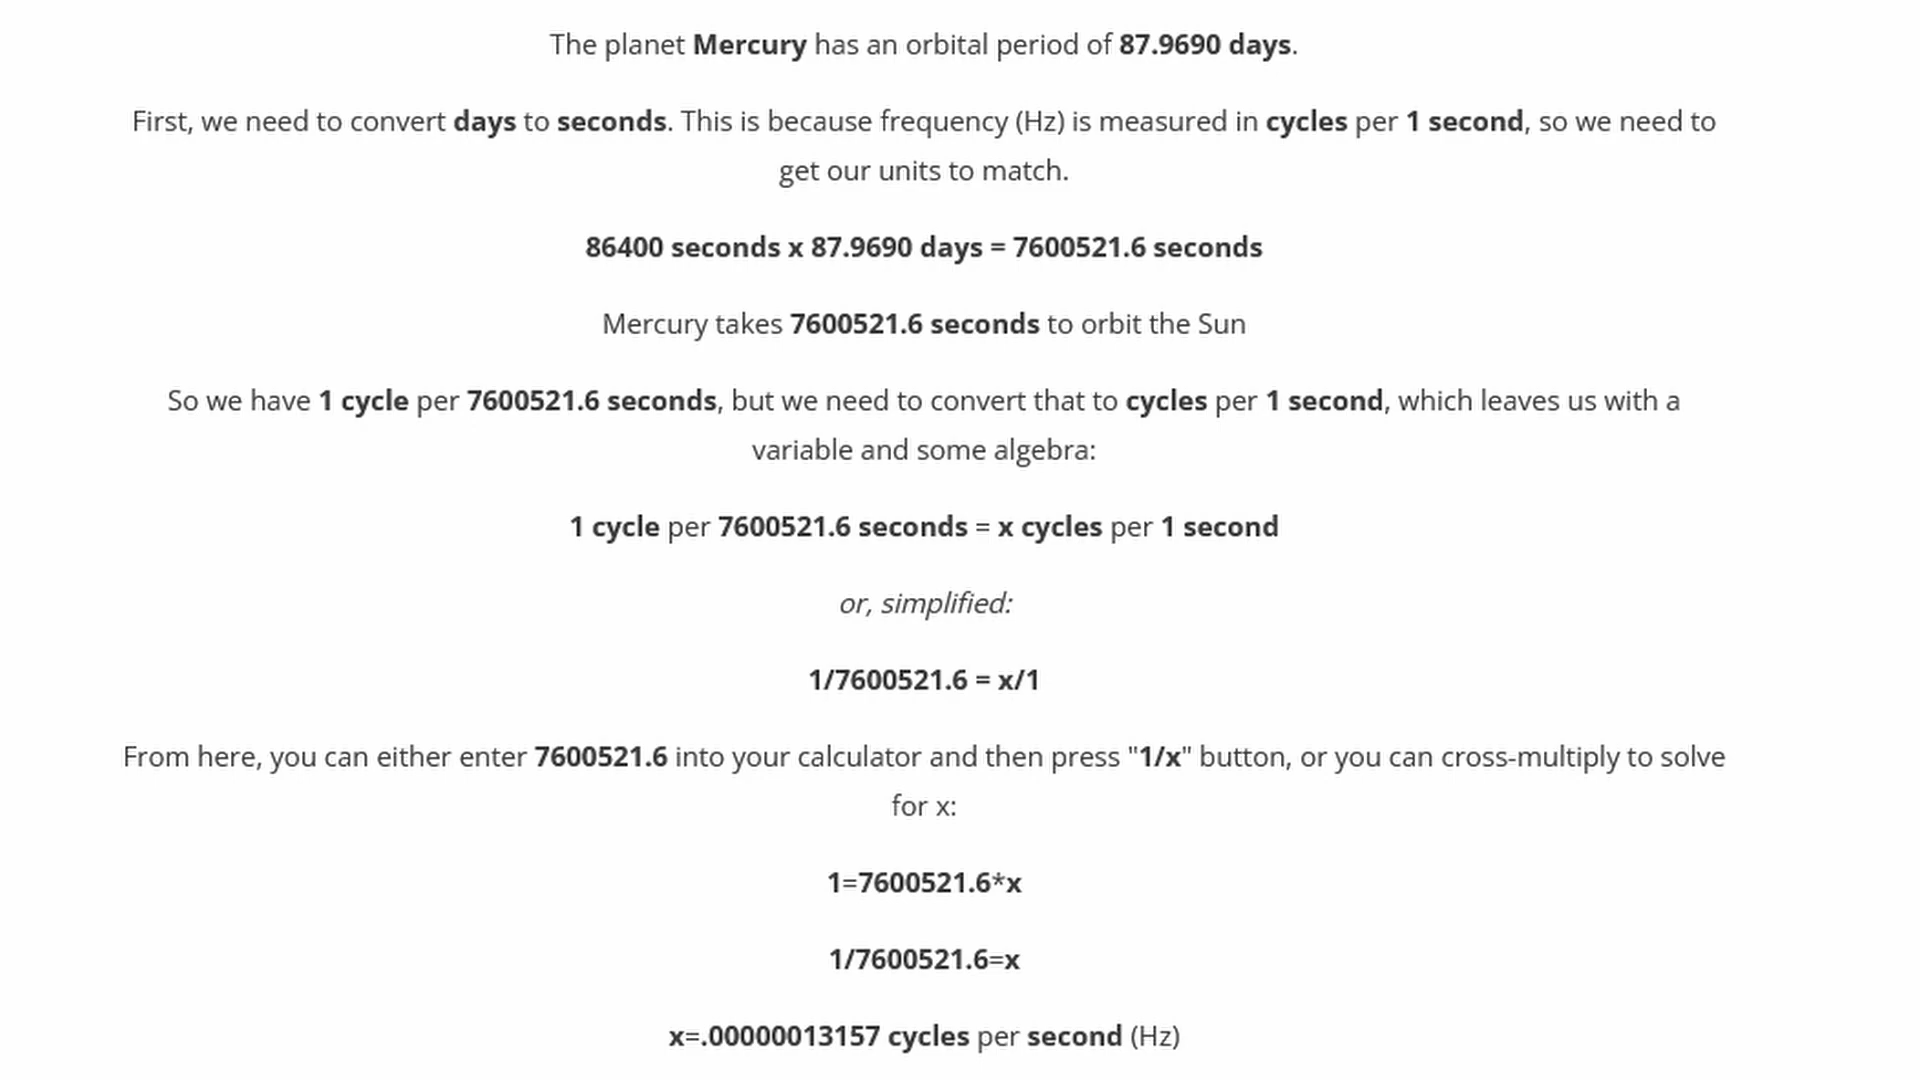 The planet Mercury has an orbital period of 87.9690 days.
First, we need to convert days to seconds. This is because frequency (Hz) is measured in cycles per 1 second, so we need to
get our units to match.
86400 seconds x 87.9690 days = 7600521.6 seconds
Mercury takes 7600521.6 seconds to orbit the Sun
So we have 1 cycle per 7600521.6 seconds, but we need to convert that to cycles per 1 second, which leaves us with a
variable and some algebra:
1 cycle per 7600521.6 seconds = x cycles per 1 second
or, simplified:
1/7600521.6 = x/1
From here, you can either enter 7600521.6 into your calculator and then press "1/x" button, or you can cross-multiply to solve
for x:
1=7600521.6*x
1/7600521.6=x
x=.00000013157 cycles per second (Hz)